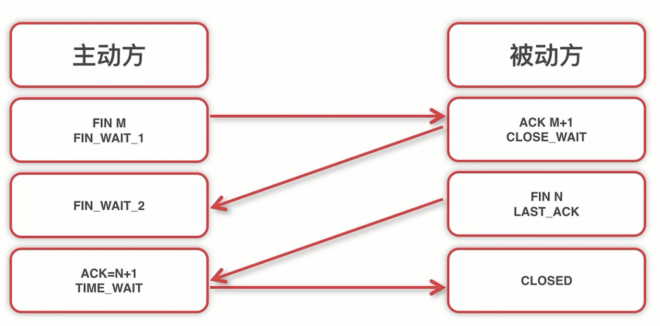 主动方
被动方
FIN M
FIN_WAIT_1
ACK M+1
CLOSE_WAIT
FIN_WAIT_2
FIN N
LAST_ACK
ACK=N+1
TIME_WAIT
CLOSED